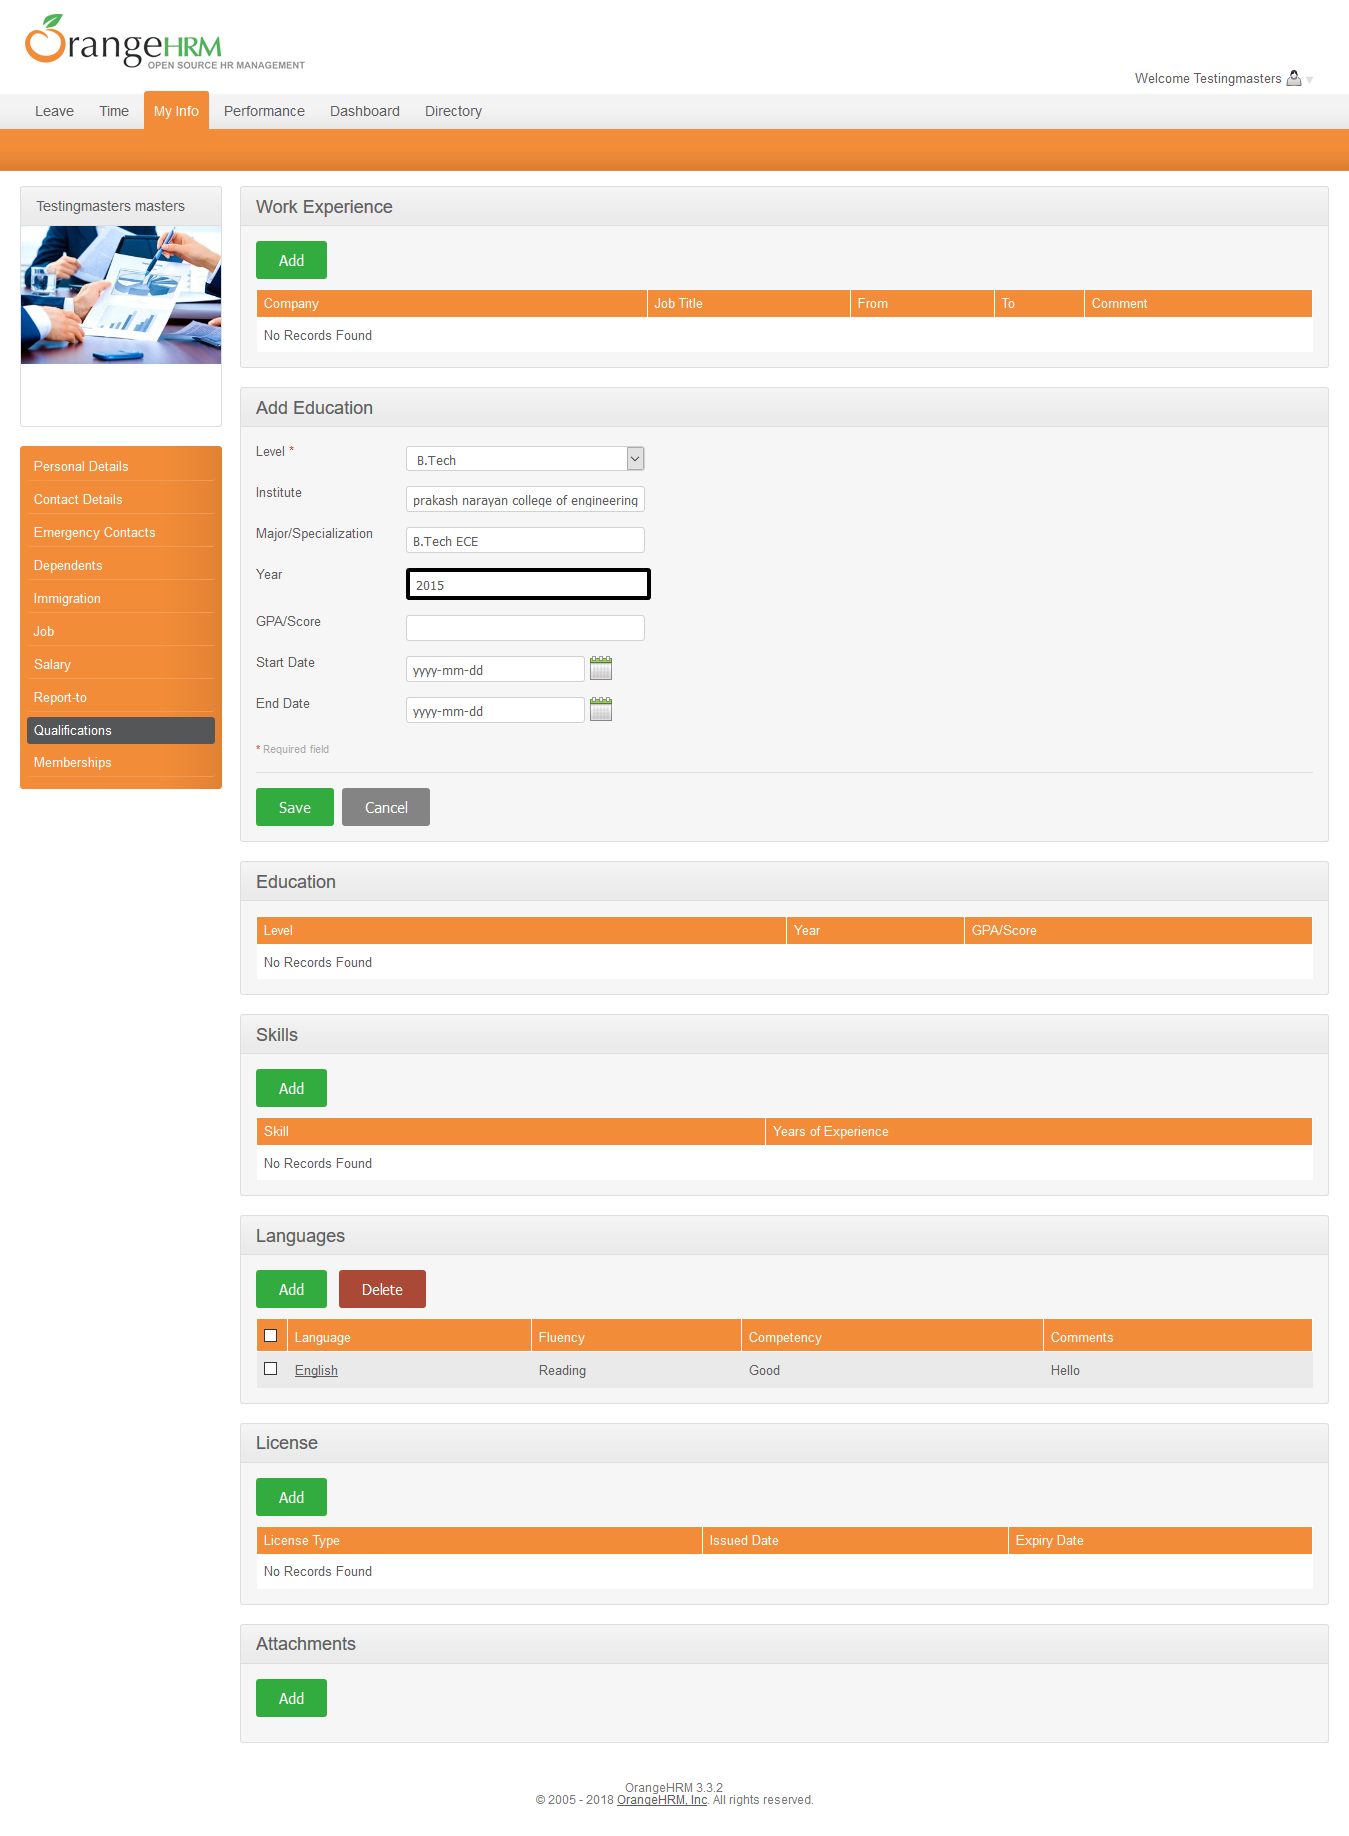 OrangeHRM
OPEN SOURCE HR MANAGEMENT
Welcome Testingmasters
Leave Time My Info Performance Dashboard Directory
Testingmasters masters
Personal Details
Contact Details
Emergency Contacts
Dependents
Immigration
Job
Salary
Report-to
Qualifications
Memberships
Work Experience
Add
Company Job Title From To Comment
No Records Found
Add Education
Level * B.Tech
Institute prakash narayan college of engineering
Major/Specialization B.Tech ECE
Year 2015
GPA/Score
Start Date yyyy-mm-dd
End Date yyyy-mm-dd
* Required field
Save Cancel
Education
Level Year GPA/Score
No Records Found
Skills
Add
Skill Years of Experience
No Records Found
Languages
Add Delete
Language Fluency Competency Comments
English Reading Good Hello
License
Add
License Type Issued Date Expiry Date
No Records Found
Attachments
Add
OrangeHRM 3.3.2
© 2005 - 2018 OrangeHRM, Inc. All rights reserved.